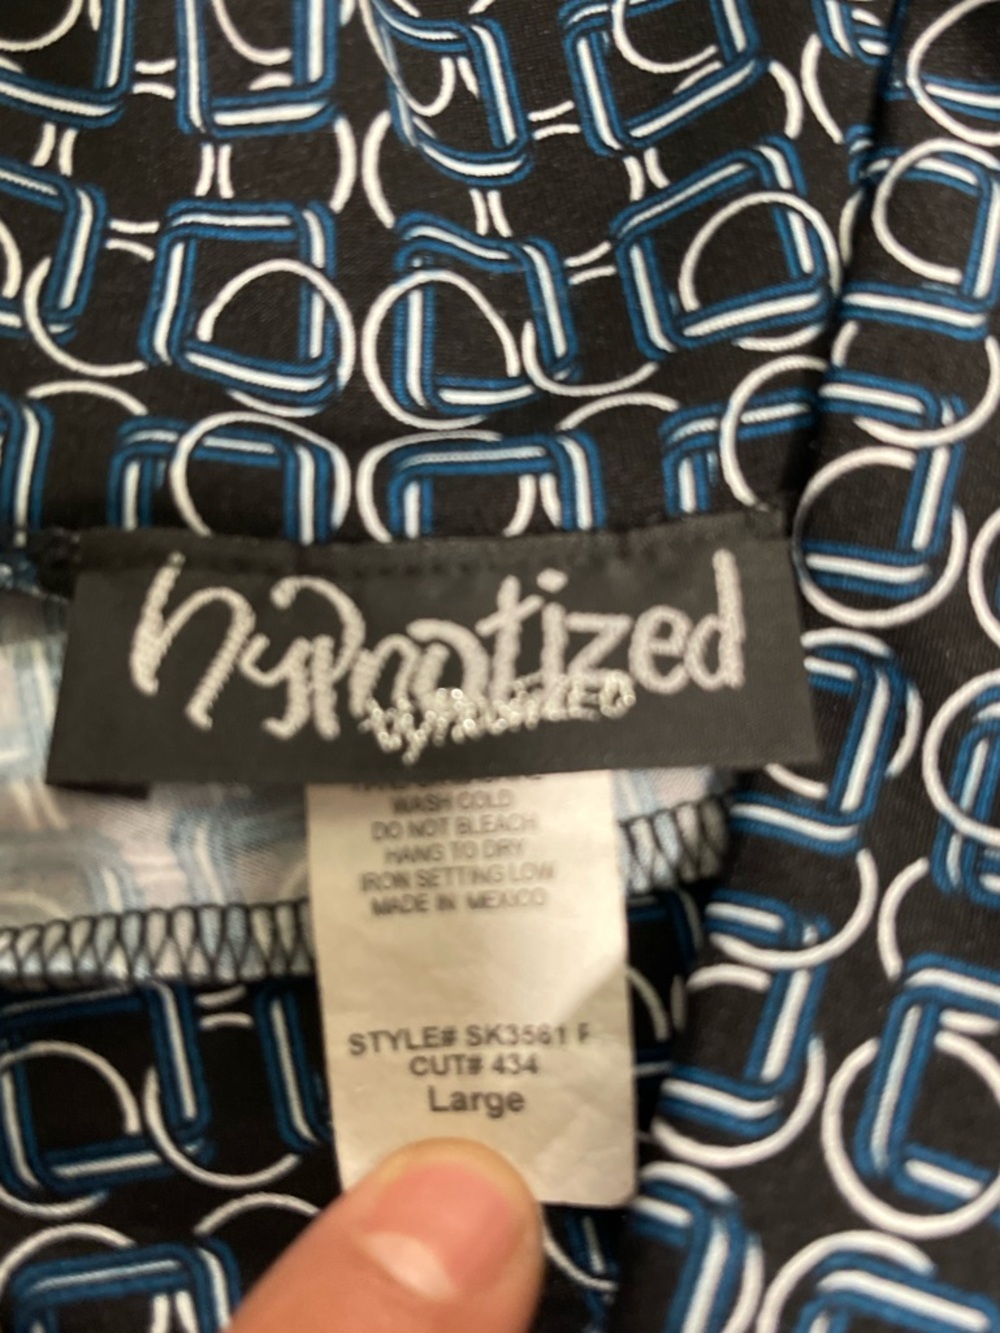 hypnotized
WASH COLD
DO NOT BLEACH
HANG TO DRY
IRON SETTING LOW
MADE IN MEXICO
STYLE# SK3561 F
CUT# 434
Large